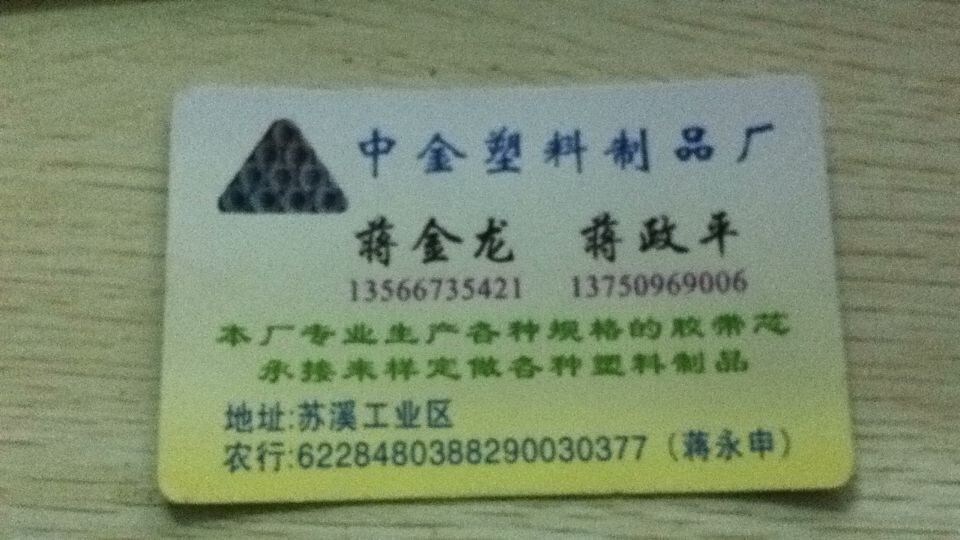 中金塑料制品厂
蒋金龙 蒋政平
13566735421 13750969006
本厂专业生产各种规格的胶带芯
承接来样定做各种塑料制品
地址:苏溪工业区
农行:6228480388290030377（蒋永申）